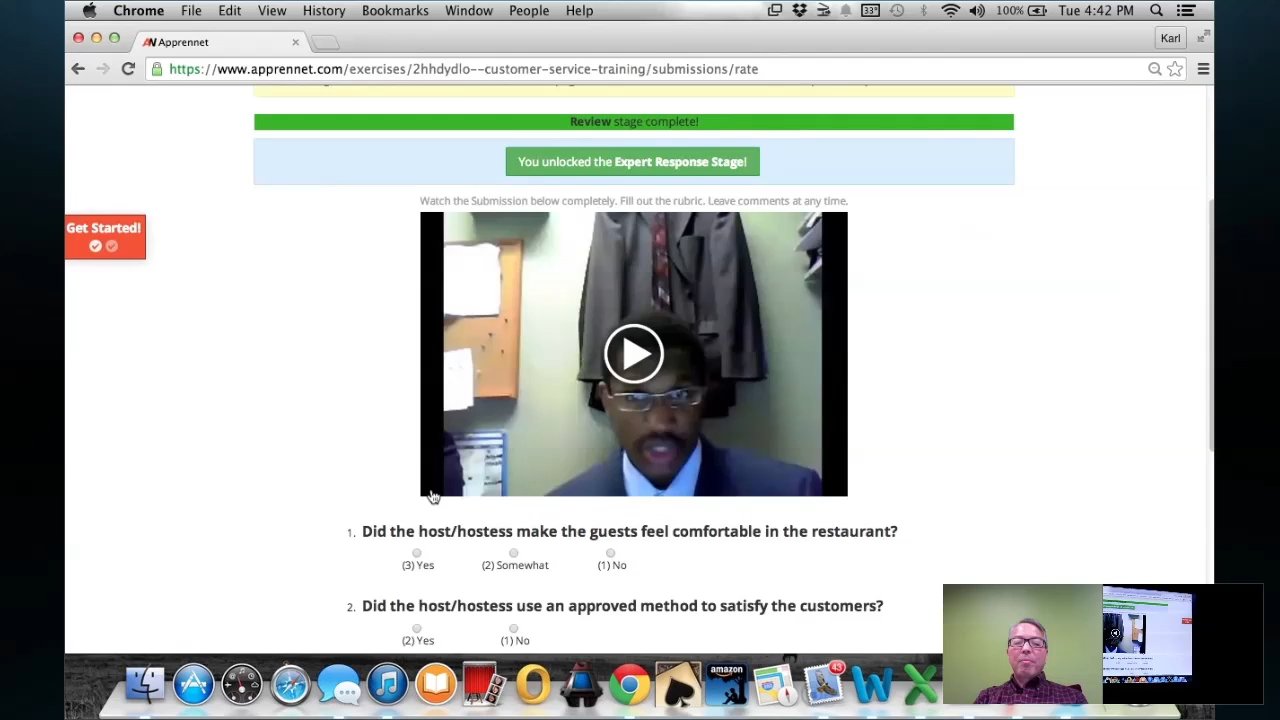 Chrome File Edit View History Bookmarks Window People Help 33° 100% Tue 4:42 PM
Apprennet
Karl
https://www.apprennet.com/exercises/2hhdydlo--customer-service-training/submissions/rate
Review stage complete!
You unlocked the Expert Response Stage!
Watch the Submission below completely. Fill out the rubric. Leave comments at any time.
Get Started!
1. Did the host/hostess make the guests feel comfortable in the restaurant?
(3) Yes (2) Somewhat (1) No
2. Did the host/hostess use an approved method to satisfy the customers?
(2) Yes (1) No
amazon
43